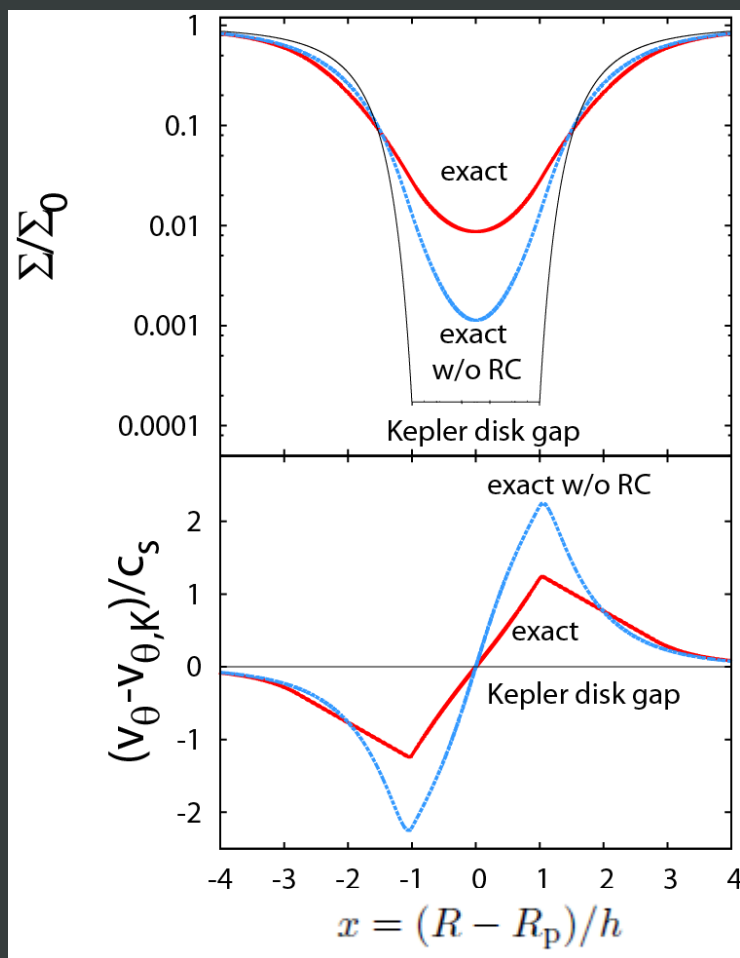 1
0.1
0.01
0.001
0.0001
Σ/Σ0
exact
exact
w/o RC
Kepler disk gap
exact w/o RC
2
1
0
-1
-2
(vθ-vθ,K)/cs
exact
Kepler disk gap
-4 -3 -2 -1 0 1 2 3 4
x = (R − Rp)/h